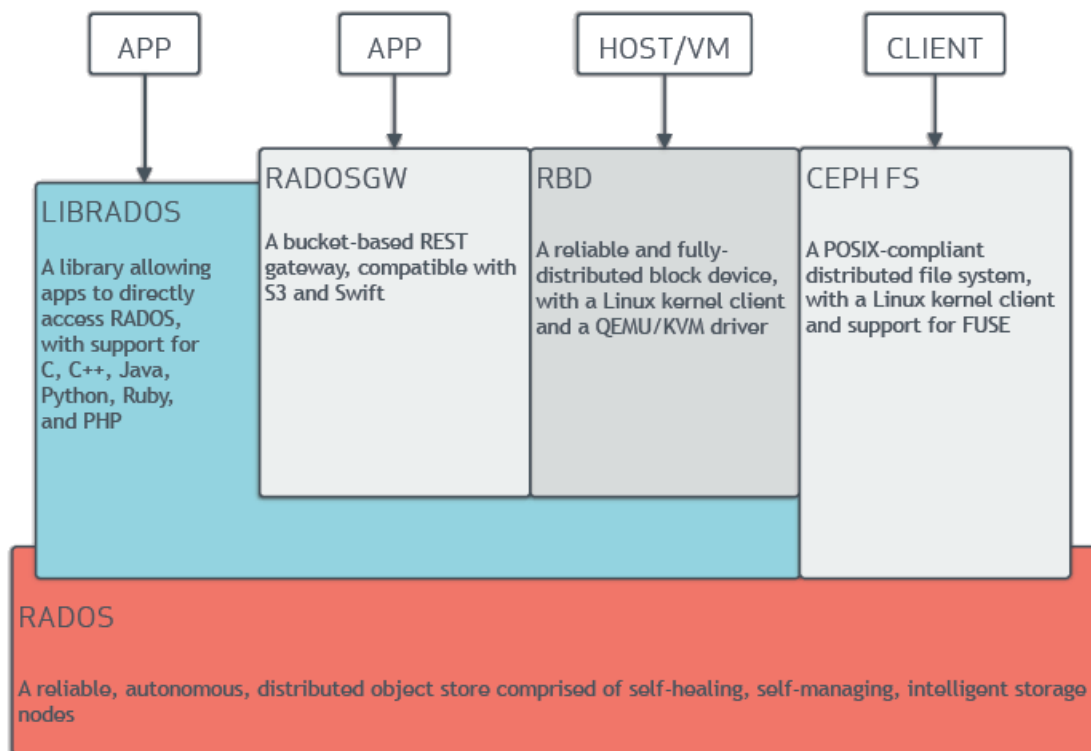 APP
APP
HOST/VM
CLIENT
LIBRADOS
A library allowing
apps to directly
access RADOS,
with support for
C, C++, Java,
Python, Ruby,
and PHP
RADOSGW
A bucket-based REST
gateway, compatible with
S3 and Swift
RBD
A reliable and fully-
distributed block device,
with a Linux kernel client
and a QEMU/KVM driver
CEPH FS
A POSIX-compliant
distributed file system,
with a Linux kernel client
and support for FUSE
RADOS
A reliable, autonomous, distributed object store comprised of self-healing, self-managing, intelligent storage
nodes